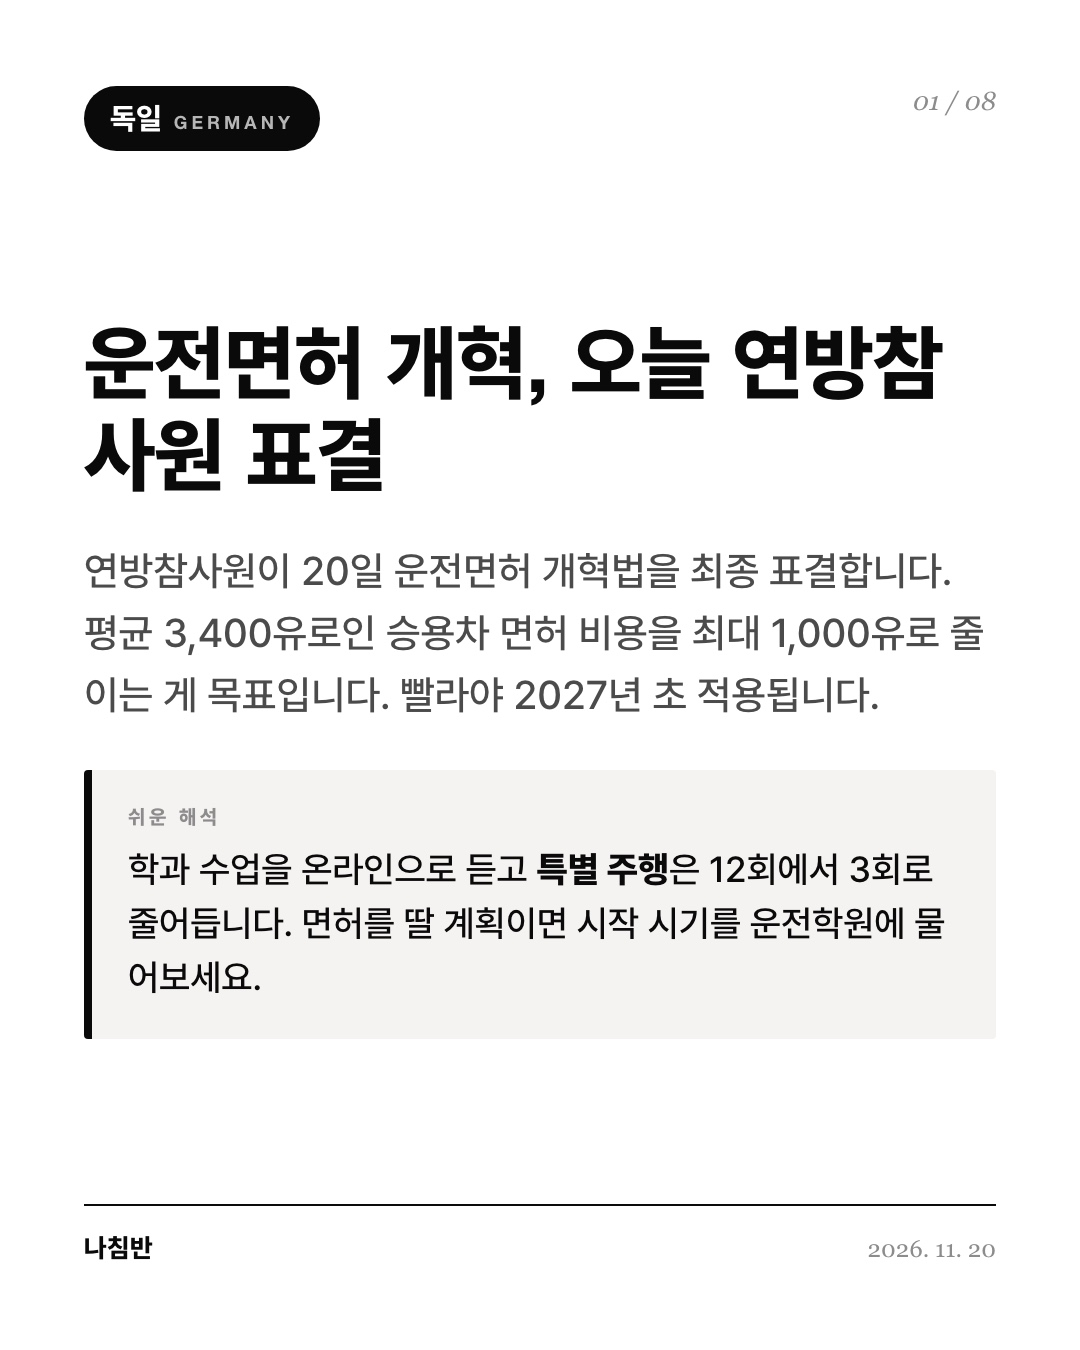 독일 GERMANY
01 / 08
운전면허 개혁, 오늘 연방참
사원 표결
연방참사원이 20일 운전면허 개혁법을 최종 표결합니다.
평균 3,400유로인 승용차 면허 비용을 최대 1,000유로 줄
이는 게 목표입니다. 빨라야 2027년 초 적용됩니다.
쉬운 해석
학과 수업을 온라인으로 듣고 특별 주행은 12회에서 3회로
줄어듭니다. 면허를 딸 계획이면 시작 시기를 운전학원에 물
어보세요.
나침반
2026. 11. 20